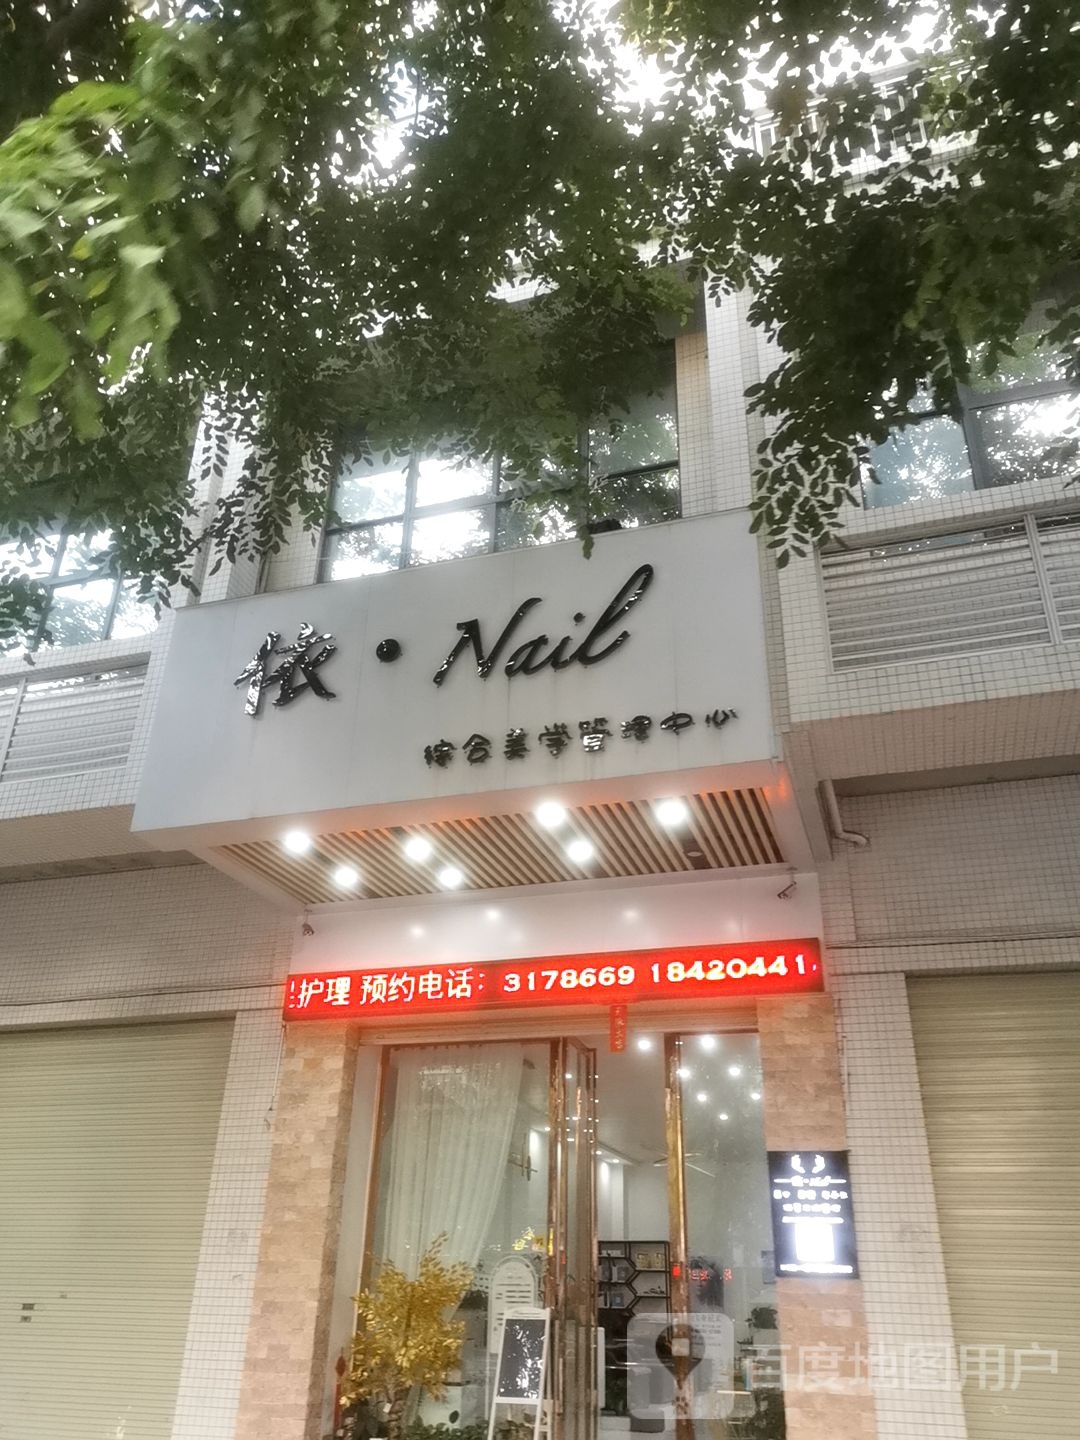 依·Nail
综合美学管理中心
护理 预约电话：3178669 18420441
百度地图用户